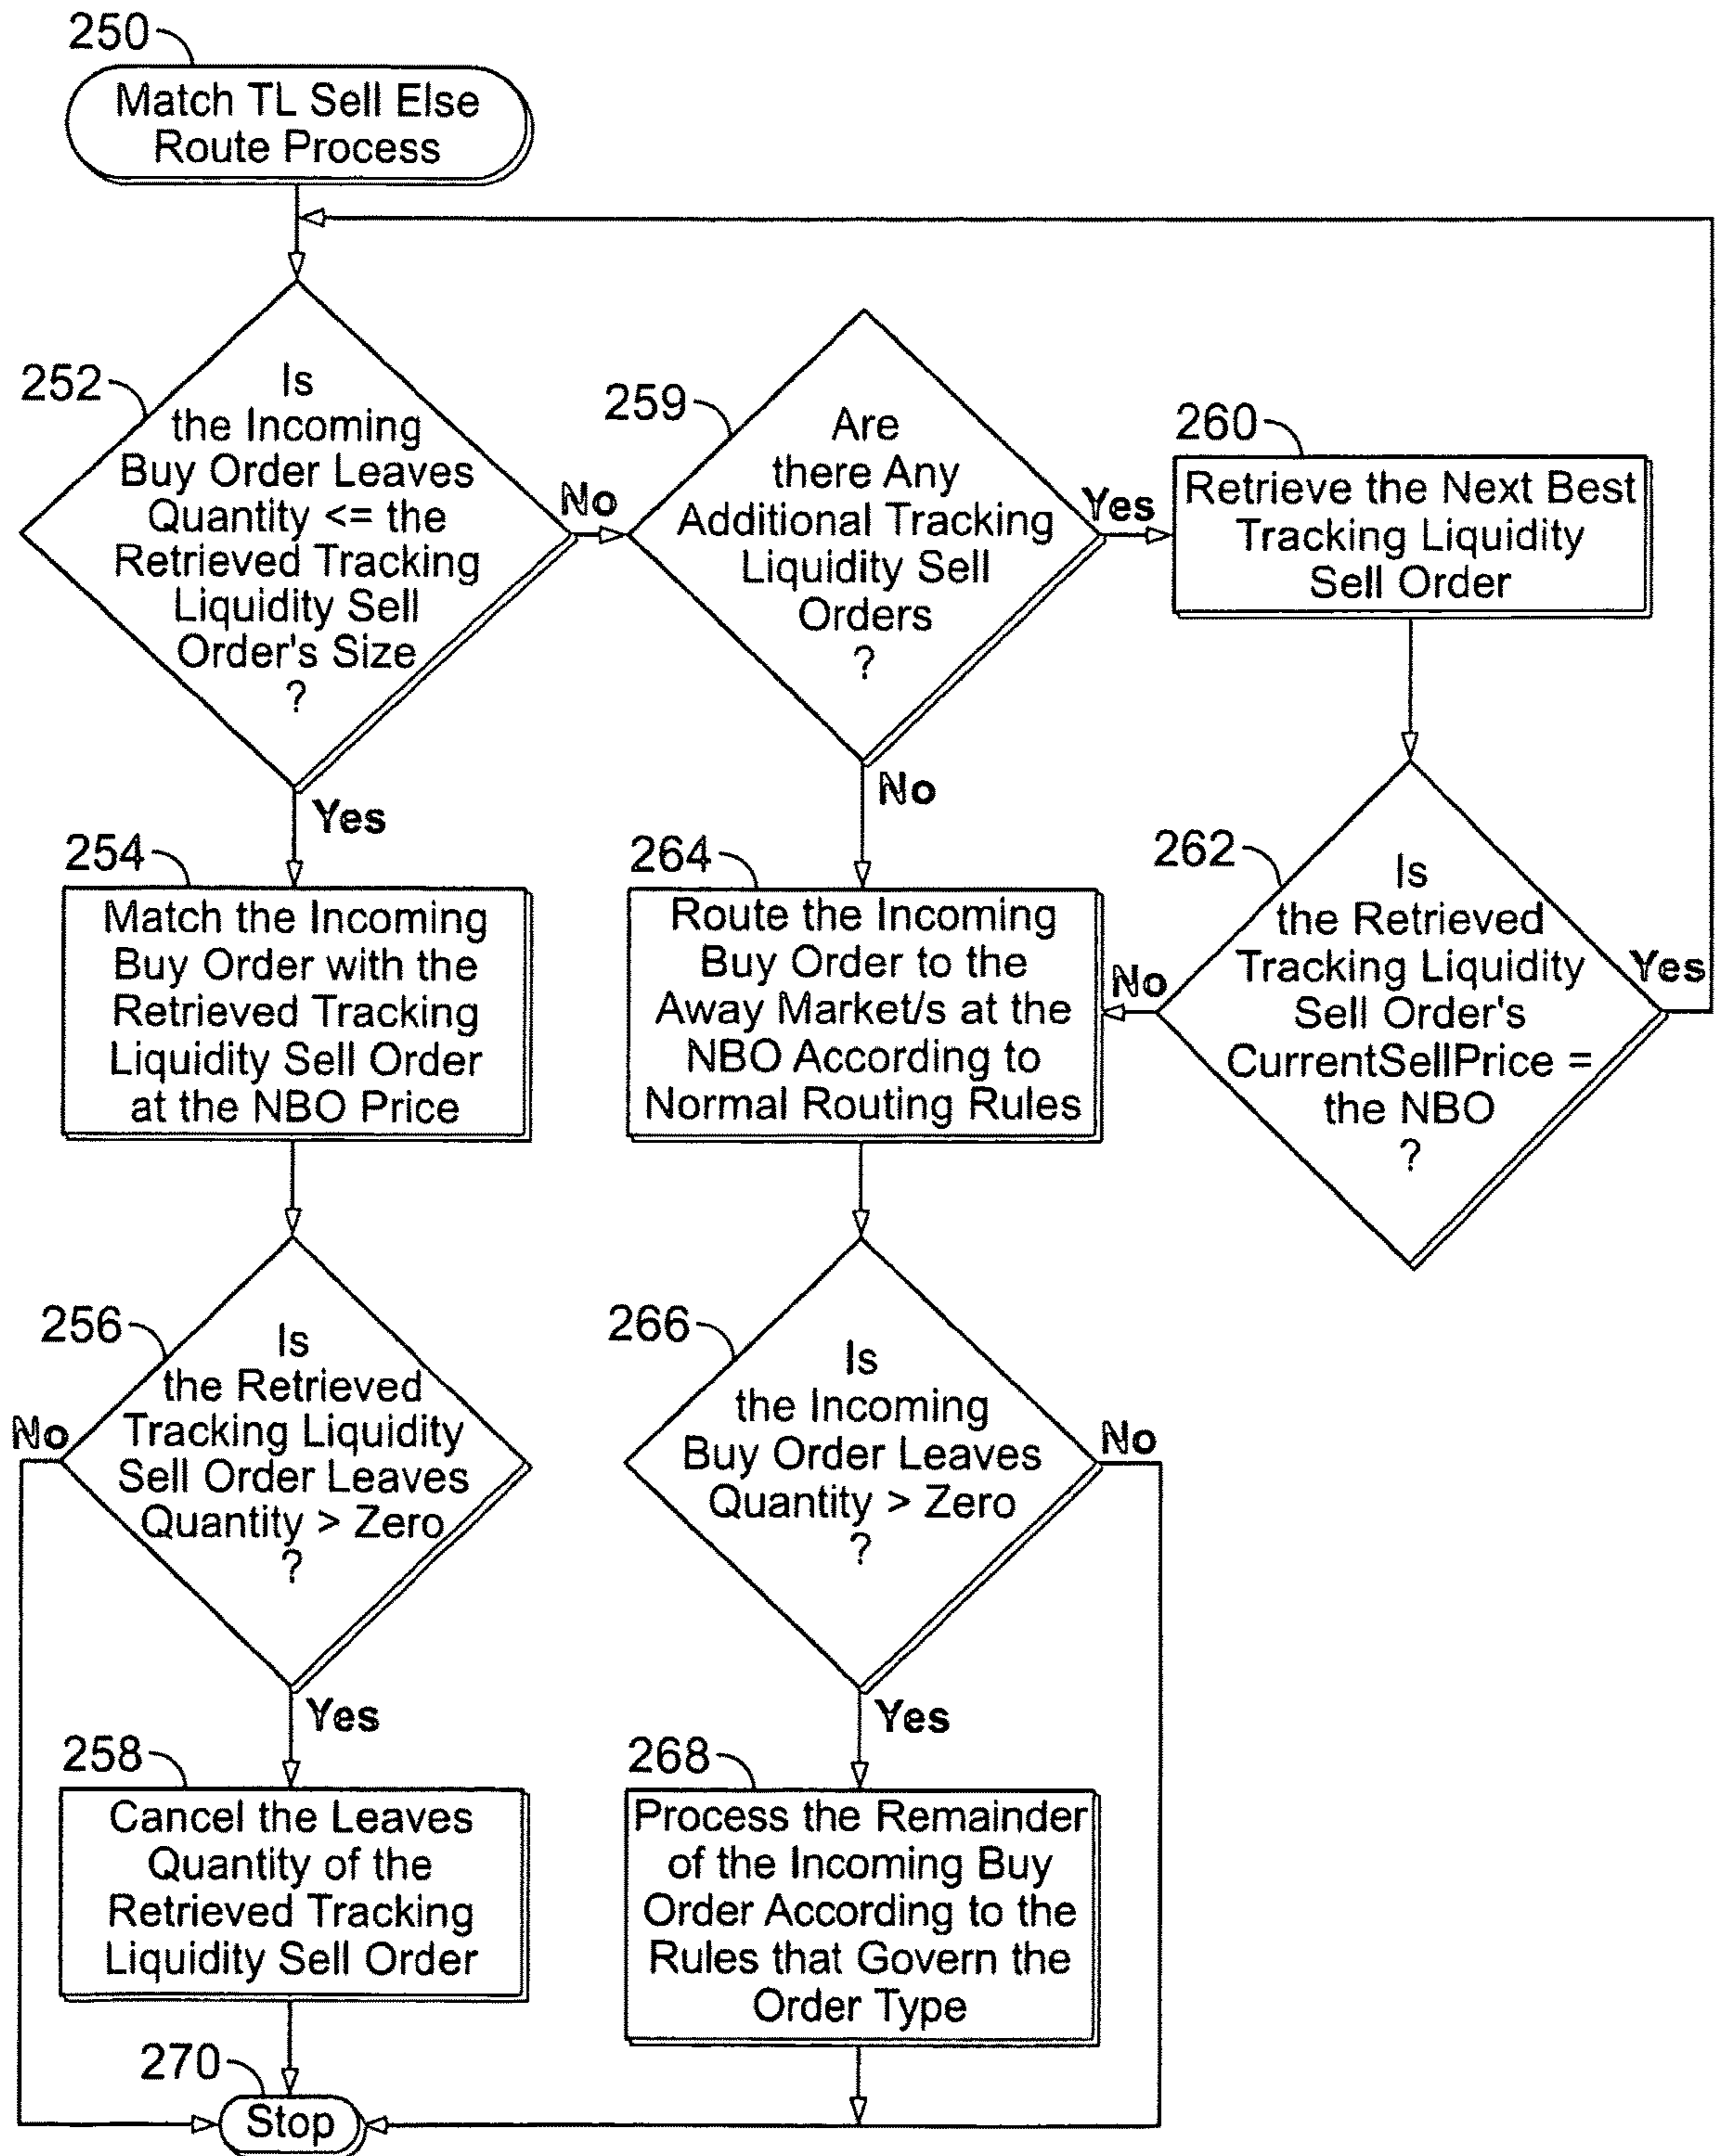 250
Match TL Sell Else
Route Process
252
Is
the Incoming
Buy Order Leaves
Quantity <= the
Retrieved Tracking
Liquidity Sell
Order's Size
?
No
Yes
259
Are
there Any
Additional Tracking
Liquidity Sell
Orders
?
Yes
No
260
Retrieve the Next Best
Tracking Liquidity
Sell Order
262
Is
the Retrieved
Tracking Liquidity
Sell Order's
CurrentSellPrice =
the NBO
?
Yes
No
254
Match the Incoming
Buy Order with the
Retrieved Tracking
Liquidity Sell Order
at the NBO Price
264
Route the Incoming
Buy Order to the
Away Market/s at the
NBO According to
Normal Routing Rules
256
Is
the Retrieved
Tracking Liquidity
Sell Order Leaves
Quantity > Zero
?
No
Yes
266
Is
the Incoming
Buy Order Leaves
Quantity > Zero
?
No
Yes
258
Cancel the Leaves
Quantity of the
Retrieved Tracking
Liquidity Sell Order
268
Process the Remainder
of the Incoming Buy
Order According to the
Rules that Govern the
Order Type
270
Stop